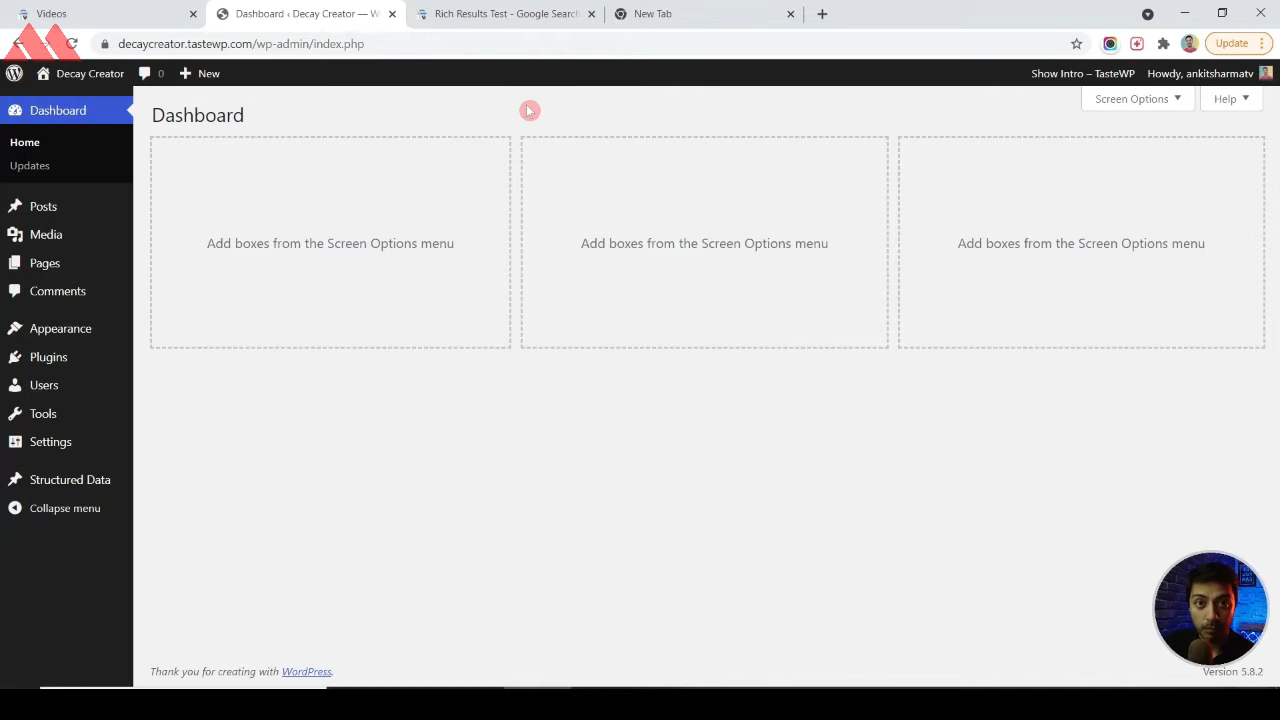 Videos
Dashboard ‹ Decay Creator — W
Rich Results Test - Google Search
New Tab
decaycreator.tastewp.com/wp-admin/index.php
Update
Decay Creator
0
New
Show Intro – TasteWP
Howdy, ankitsharmatv
Dashboard
Home
Updates
Posts
Media
Pages
Comments
Appearance
Plugins
Users
Tools
Settings
Structured Data
Collapse menu
Dashboard
Screen Options
Help
Add boxes from the Screen Options menu
Add boxes from the Screen Options menu
Add boxes from the Screen Options menu
Thank you for creating with WordPress.
Version 5.8.2